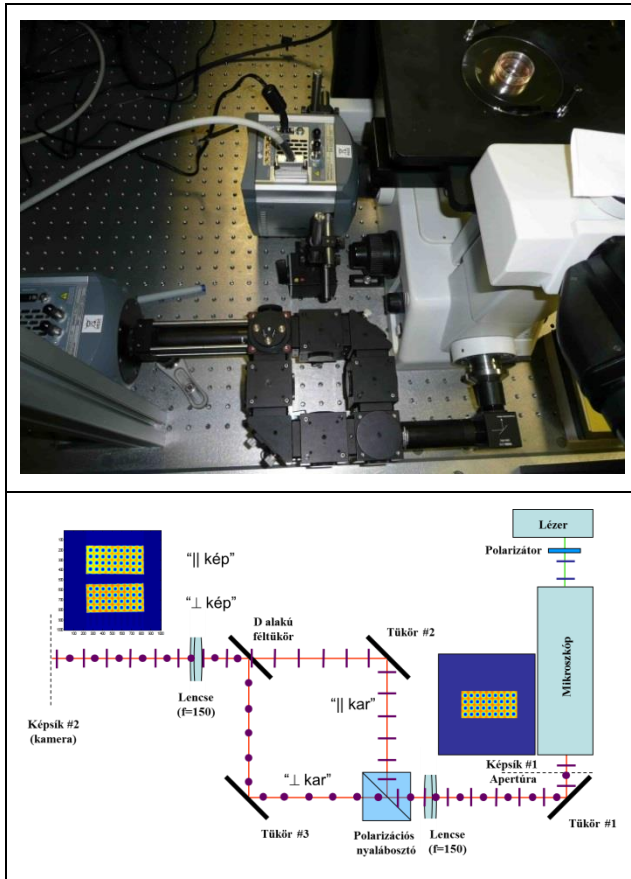 Lézer
Polarizátor
Mikroszkóp
“|| kép”
“⊥ kép”
D alakú
féltükör
Tükör #2
Lencse
(f=150)
“|| kar”
Képsík #2
(kamera)
Képsík #1
Apertúra
“⊥ kar”
Tükör #3
Polarizációs
nyalábosztó
Lencse
(f=150)
Tükör #1